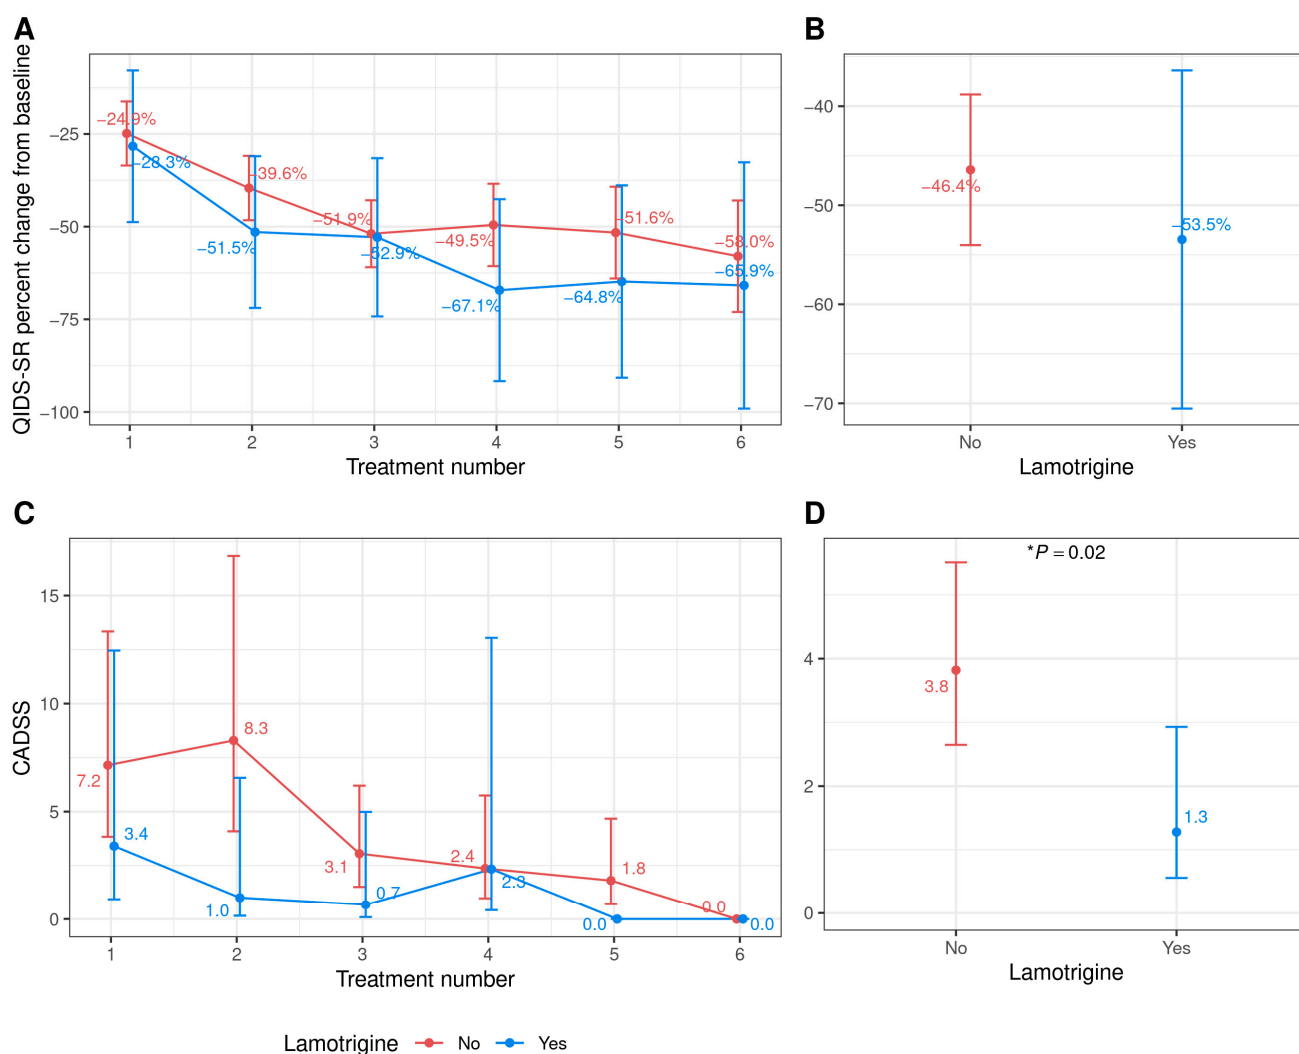 A
QIDS-SR percent change from baseline
−25
−50
−75
−100
−24.9%
−28.3%
−39.6%
−51.5%
−51.9%
−52.9%
−49.5%
−67.1%
−51.6%
−64.8%
−58.0%
−65.9%
1 2 3 4 5 6
Treatment number
B
−40
−50
−60
−70
−46.4%
−53.5%
No Yes
Lamotrigine
C
CADSS
15
10
5
0
7.2
3.4
8.3
1.0
3.1
0.7
2.4
2.3
1.8
0.0
0.0
0.0
1 2 3 4 5 6
Treatment number
D
*P = 0.02
4
2
0
3.8
1.3
No Yes
Lamotrigine
Lamotrigine No Yes